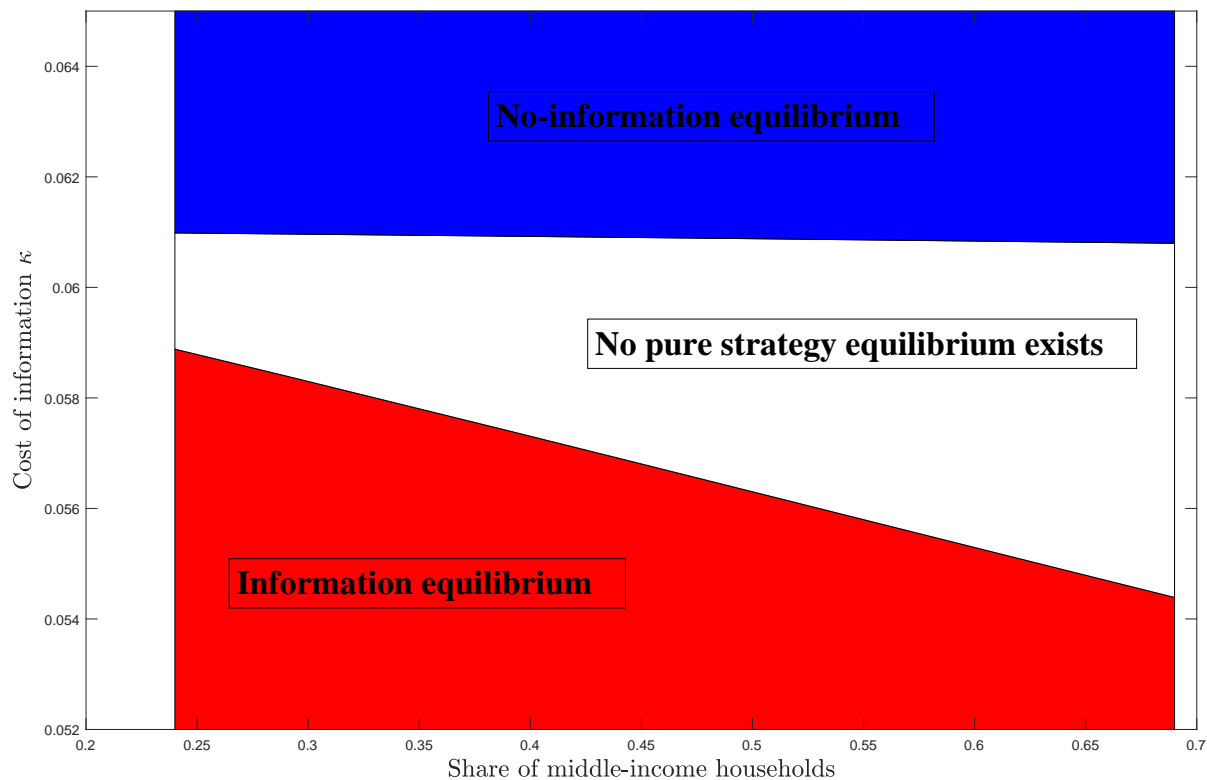 0.064
No-information equilibrium
0.062
0.06
No pure strategy equilibrium exists
0.058
0.056
Information equilibrium
0.054
0.052
0.2 0.25 0.3 0.35 0.4 0.45 0.5 0.55 0.6 0.65 0.7
Share of middle-income households
Cost of information κ